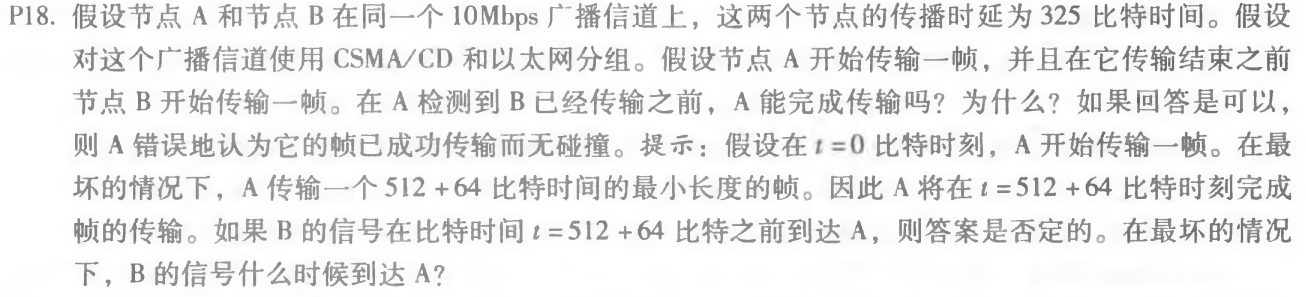 P18. 假设节点 A 和节点 B 在同一个 10Mbps 广播信道上，这两个节点的传播时延为 325 比特时间。假设
对这个广播信道使用 CSMA/CD 和以太网分组。假设节点 A 开始传输一帧，并且在它传输结束之前
节点 B 开始传输一帧。在 A 检测到 B 已经传输之前，A 能完成传输吗？为什么？如果回答是可以，
则 A 错误地认为它的帧已成功传输而无碰撞。提示：假设在 t = 0 比特时刻，A 开始传输一帧。在最
坏的情况下，A 传输一个 512 + 64 比特时间的最小长度的帧。因此 A 将在 t = 512 + 64 比特时刻完成
帧的传输。如果 B 的信号在比特时间 t = 512 + 64 比特之前到达 A，则答案是否定的。在最坏的情况
下，B 的信号什么时候到达 A？